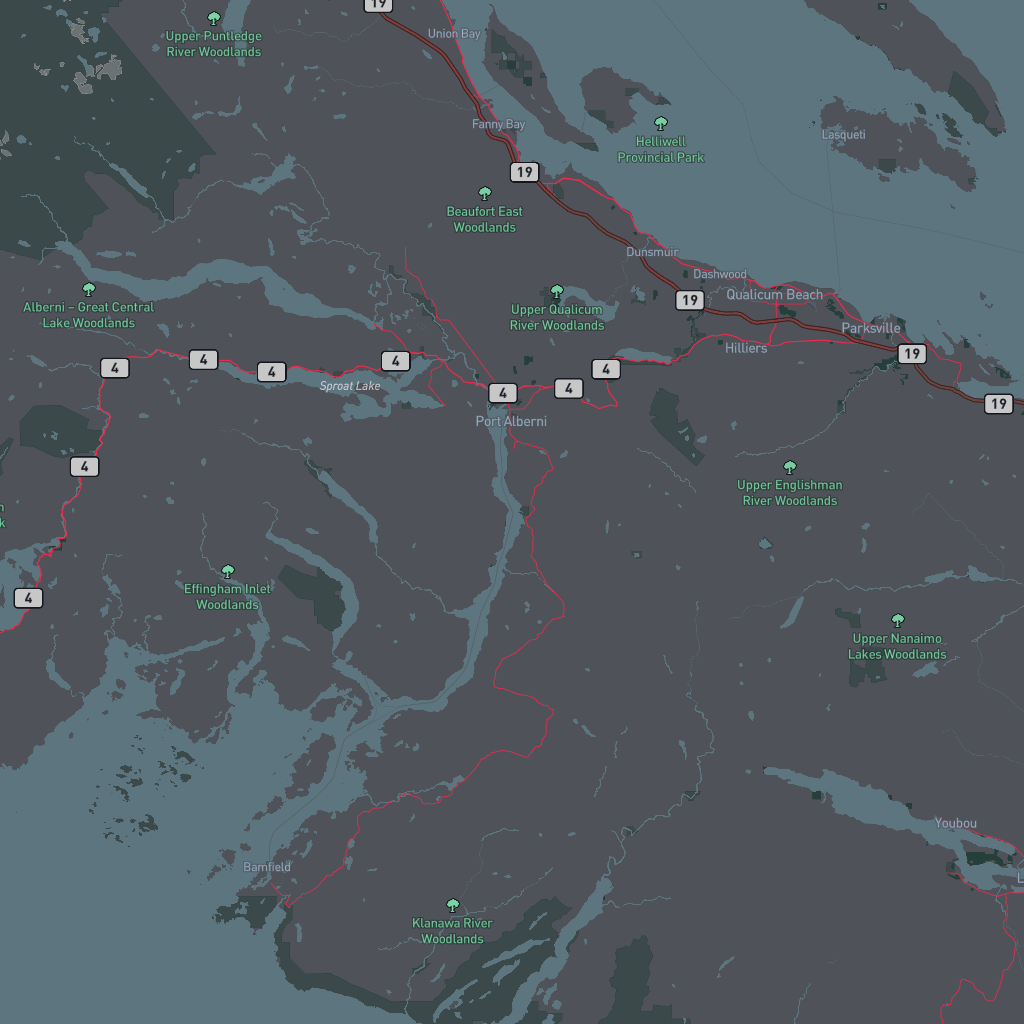 19
Upper Puntledge
River Woodlands
Union Bay
Fanny Bay
Helliwell
Provincial Park
Lasqueti
19
Beaufort East
Woodlands
Dunsmuir
Dashwood
Alberni – Great Central
Lake Woodlands
Upper Qualicum
River Woodlands
19
Qualicum Beach
Parksville
Hilliers
19
4
4
4
4
4
Sproat Lake
4
4
19
Port Alberni
4
Upper Englishman
River Woodlands
Effingham Inlet
Woodlands
4
Upper Nanaimo
Lakes Woodlands
Youbou
Bamfield
Klanawa River
Woodlands